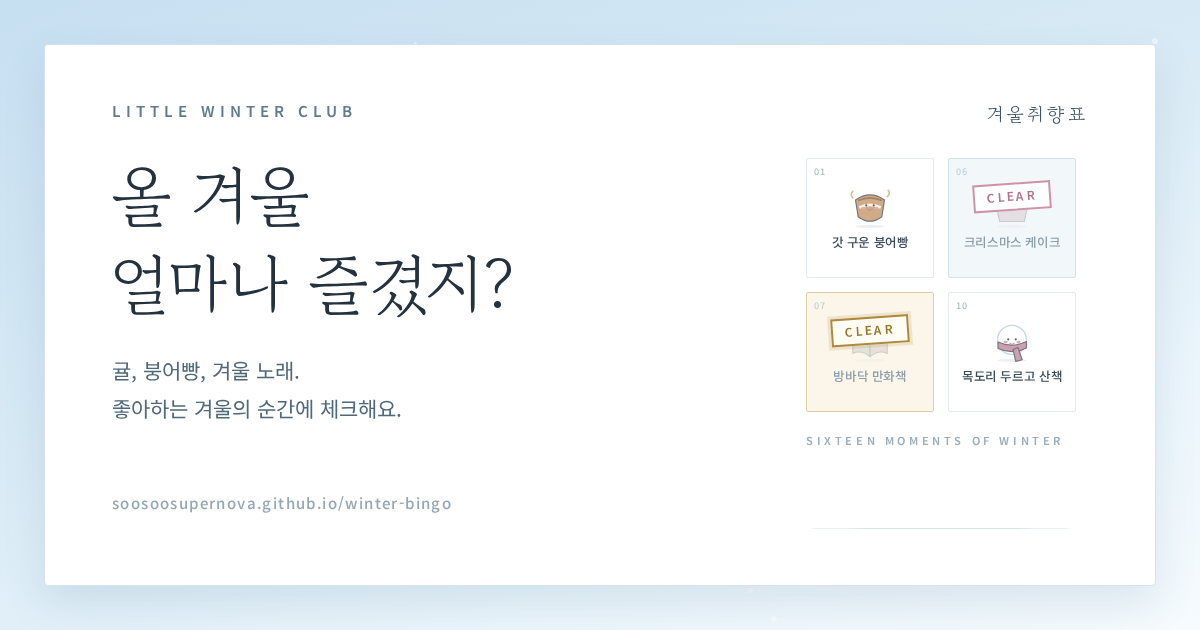 LITTLE WINTER CLUB
겨울취향표
올 겨울
얼마나 즐겼지?
귤, 붕어빵, 겨울 노래.
좋아하는 겨울의 순간에 체크해요.
soosoosupernova.github.io/winter-bingo
01
갓 구운 붕어빵
06
CLEAR
크리스마스 케이크
07
CLEAR
방바닥 만화책
10
목도리 두르고 산책
SIXTEEN MOMENTS OF WINTER